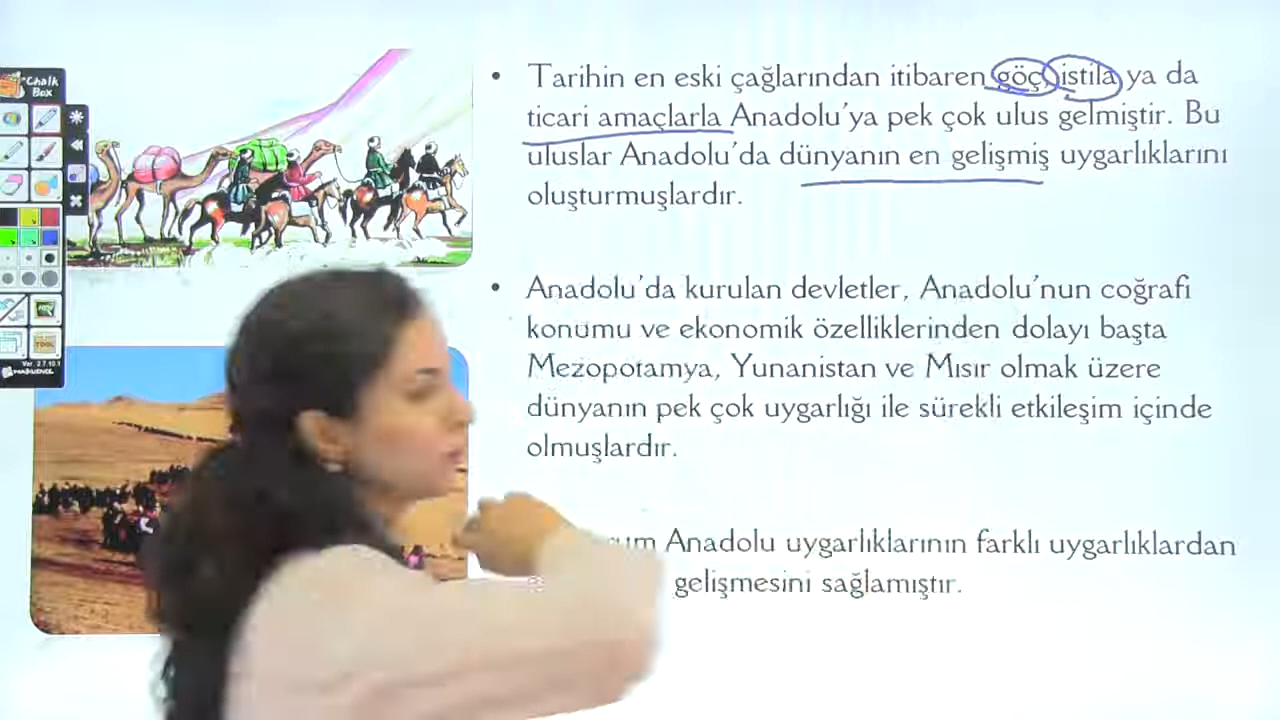 Chalk
Box
• Tarihin en eski çağlarından itibaren göç, istila ya da
ticari amaçlarla Anadolu'ya pek çok ulus gelmiştir. Bu
uluslar Anadolu'da dünyanın en gelişmiş uygarlıklarını
oluşturmuşlardır.
• Anadolu'da kurulan devletler, Anadolu'nun coğrafi
konumu ve ekonomik özelliklerinden dolayı başta
Mezopotamya, Yunanistan ve Mısır olmak üzere
dünyanın pek çok uygarlığı ile sürekli etkileşim içinde
olmuşlardır.
Anadolu uygarlıklarının farklı uygarlıklardan
gelişmesini sağlamıştır.
TOOL